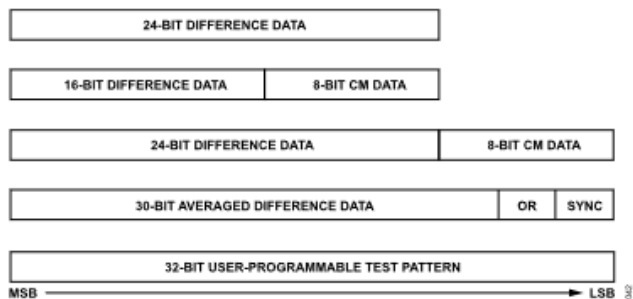 24-BIT DIFFERENCE DATA
16-BIT DIFFERENCE DATA 8-BIT CM DATA
24-BIT DIFFERENCE DATA 8-BIT CM DATA
30-BIT AVERAGED DIFFERENCE DATA OR SYNC
32-BIT USER-PROGRAMMABLE TEST PATTERN
MSB LSB